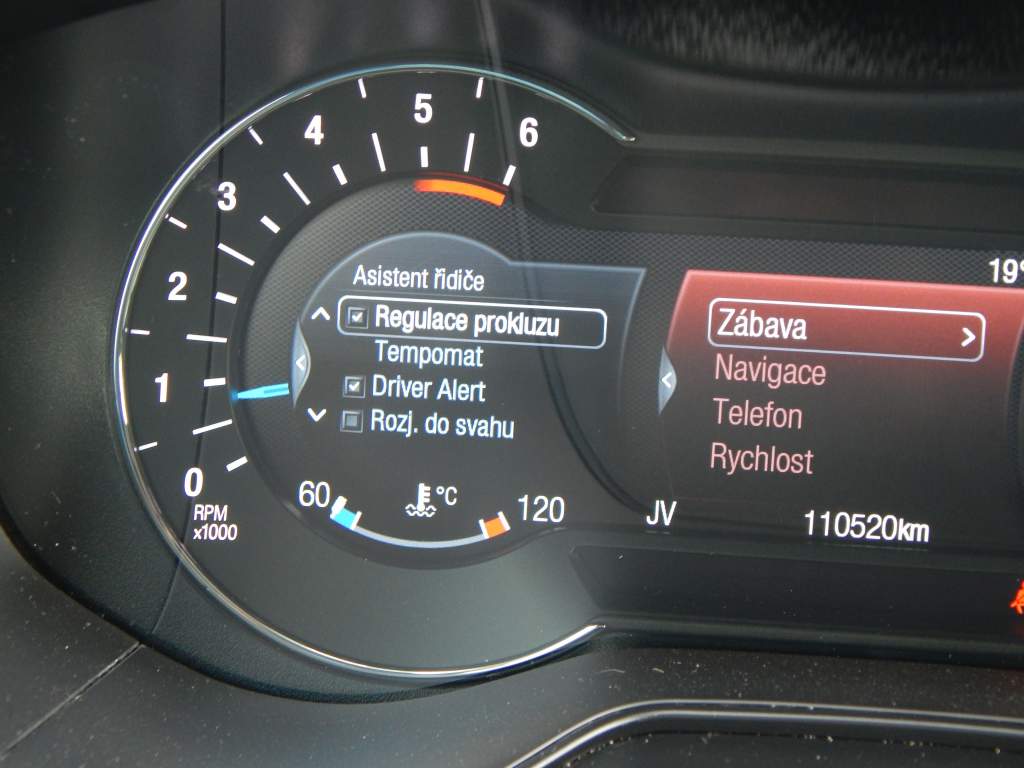 6
5
4
3
2
1
0
RPM
x1000
Asistent řidiče
Regulace prokluzu
Tempomat
Driver Alert
Rozj. do svahu
60 °C 120
19°
Zábava
Navigace
Telefon
Rychlost
JV 110520km